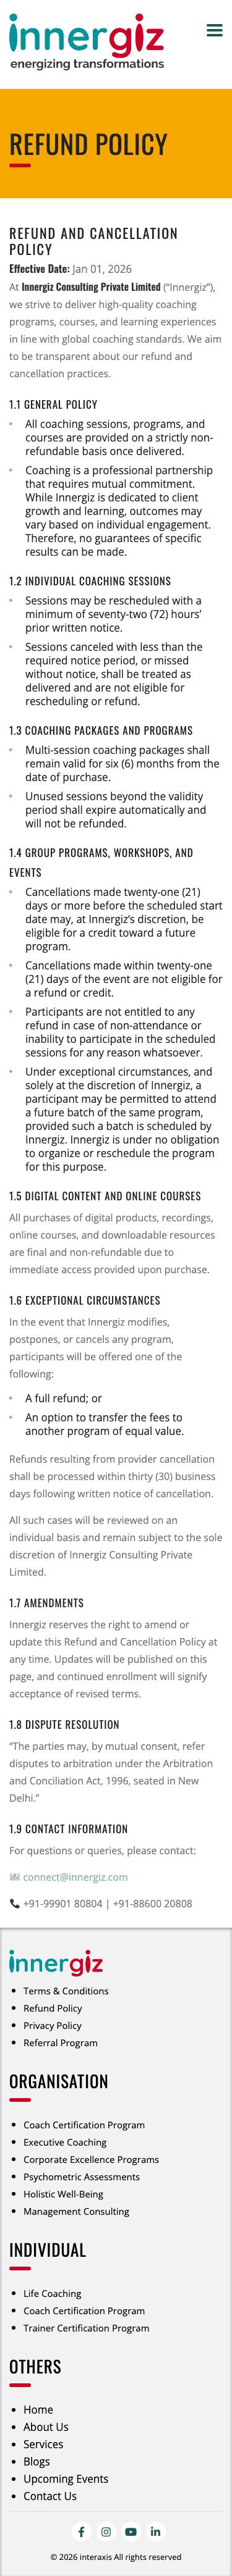 innergiz
energizing transformations
REFUND POLICY
REFUND AND CANCELLATION
POLICY
Effective Date: Jan 01, 2026
At Innergiz Consulting Private Limited (“Innergiz”),
we strive to deliver high-quality coaching
programs, courses, and learning experiences
in line with global coaching standards. We aim
to be transparent about our refund and
cancellation practices.
1.1 GENERAL POLICY
• All coaching sessions, programs, and
courses are provided on a strictly non-
refundable basis once delivered.
• Coaching is a professional partnership
that requires mutual commitment.
While Innergiz is dedicated to client
growth and learning, outcomes may
vary based on individual engagement.
Therefore, no guarantees of specific
results can be made.
1.2 INDIVIDUAL COACHING SESSIONS
• Sessions may be rescheduled with a
minimum of seventy-two (72) hours’
prior written notice.
• Sessions canceled with less than the
required notice period, or missed
without notice, shall be treated as
delivered and are not eligible for
rescheduling or refund.
1.3 COACHING PACKAGES AND PROGRAMS
• Multi-session coaching packages shall
remain valid for six (6) months from the
date of purchase.
• Unused sessions beyond the validity
period shall expire automatically and
will not be refunded.
1.4 GROUP PROGRAMS, WORKSHOPS, AND
EVENTS
• Cancellations made twenty-one (21)
days or more before the scheduled start
date may, at Innergiz’s discretion, be
eligible for a credit toward a future
program.
• Cancellations made within twenty-one
(21) days of the event are not eligible for
a refund or credit.
• Participants are not entitled to any
refund in case of non-attendance or
inability to participate in the scheduled
sessions for any reason whatsoever.
• Under exceptional circumstances, and
solely at the discretion of Innergiz, a
participant may be permitted to attend
a future batch of the same program,
provided such a batch is scheduled by
Innergiz. Innergiz is under no obligation
to organize or reschedule the program
for this purpose.
1.5 DIGITAL CONTENT AND ONLINE COURSES
All purchases of digital products, recordings,
online courses, and downloadable resources
are final and non-refundable due to
immediate access provided upon purchase.
1.6 EXCEPTIONAL CIRCUMSTANCES
In the event that Innergiz modifies,
postpones, or cancels any program,
participants will be offered one of the
following:
• A full refund; or
• An option to transfer the fees to
another program of equal value.
Refunds resulting from provider cancellation
shall be processed within thirty (30) business
days following written notice of cancellation.
All such cases will be reviewed on an
individual basis and remain subject to the sole
discretion of Innergiz Consulting Private
Limited.
1.7 AMENDMENTS
Innergiz reserves the right to amend or
update this Refund and Cancellation Policy at
any time. Updates will be published on this
page, and continued enrollment will signify
acceptance of revised terms.
1.8 DISPUTE RESOLUTION
“The parties may, by mutual consent, refer
disputes to arbitration under the Arbitration
and Conciliation Act, 1996, seated in New
Delhi.”
1.9 CONTACT INFORMATION
For questions or queries, please contact:
connect@innergiz.com
+91-99901 80804 | +91-88600 20808
innergiz
• Terms & Conditions
• Refund Policy
• Privacy Policy
• Referral Program
ORGANISATION
• Coach Certification Program
• Executive Coaching
• Corporate Excellence Programs
• Psychometric Assessments
• Holistic Well-Being
• Management Consulting
INDIVIDUAL
• Life Coaching
• Coach Certification Program
• Trainer Certification Program
OTHERS
• Home
• About Us
• Services
• Blogs
• Upcoming Events
• Contact Us
© 2026 interaxis All rights reserved